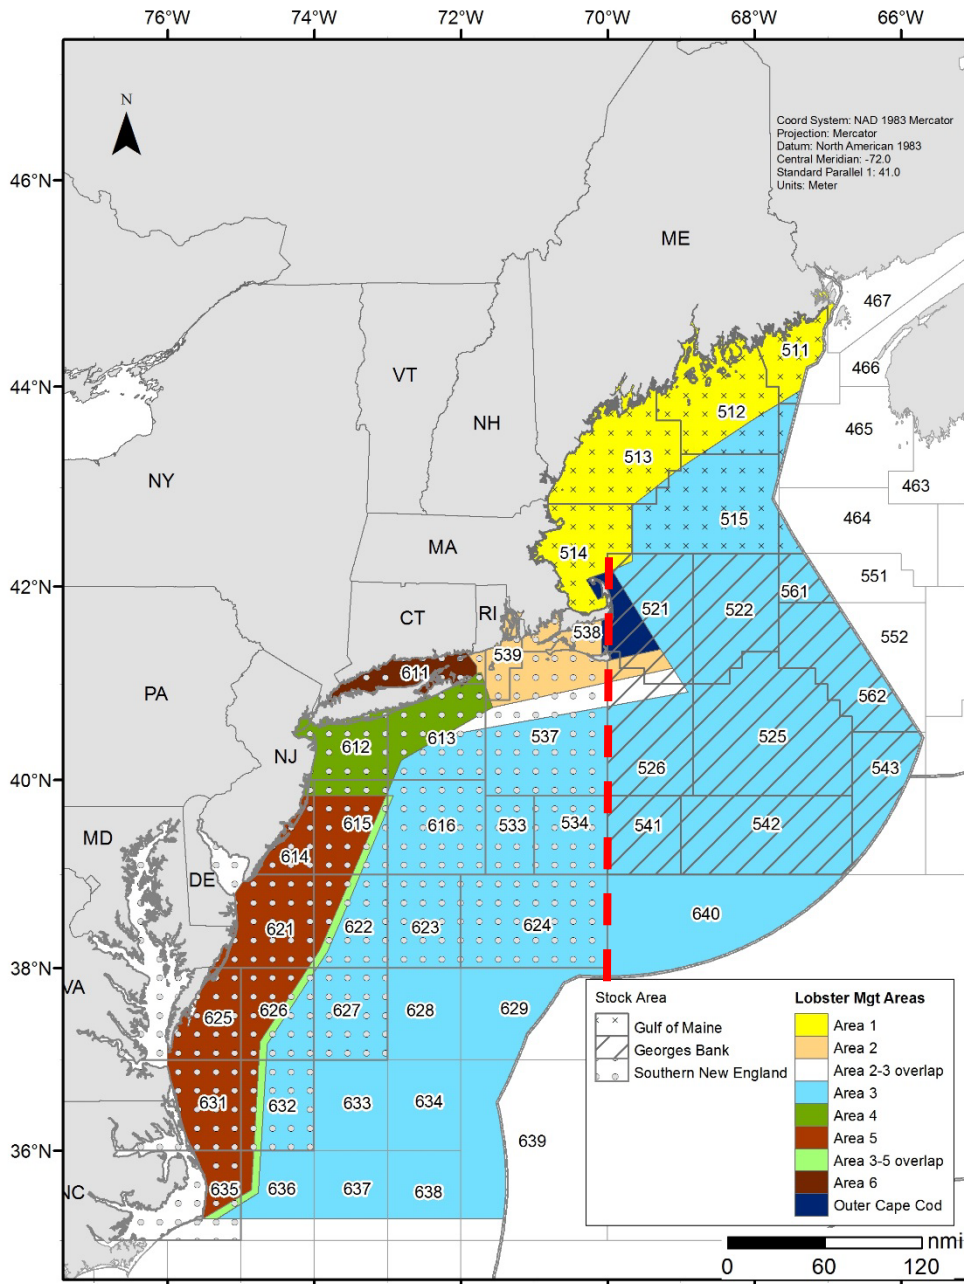 76°W 74°W 72°W 70°W 68°W 66°W
N
Coord System: NAD 1983 Mercator
Projection: Mercator
Datum: North American 1983
Central Meridian: -72.0
Standard Parallel 1: 41.0
Units: Meter
46°N
ME
467
511
466
VT
44°N
512
465
NH
513
NY
463
515
464
MA
514
551
42°N
561
521 522
CT RI
538
552
539
611
PA
562
613
537
525
612
NJ
526
543
40°N
615
616 533 534 541 542
MD
614
DE
640
622 623 624
621
38°N
VA
625 626 627 628 629
631 632 633 634
639
36°N
NC
635 636 637 638
Stock Area
Gulf of Maine
Georges Bank
Southern New England
Lobster Mgt Areas
Area 1
Area 2
Area 2-3 overlap
Area 3
Area 4
Area 5
Area 3-5 overlap
Area 6
Outer Cape Cod
nmi
0 60 120